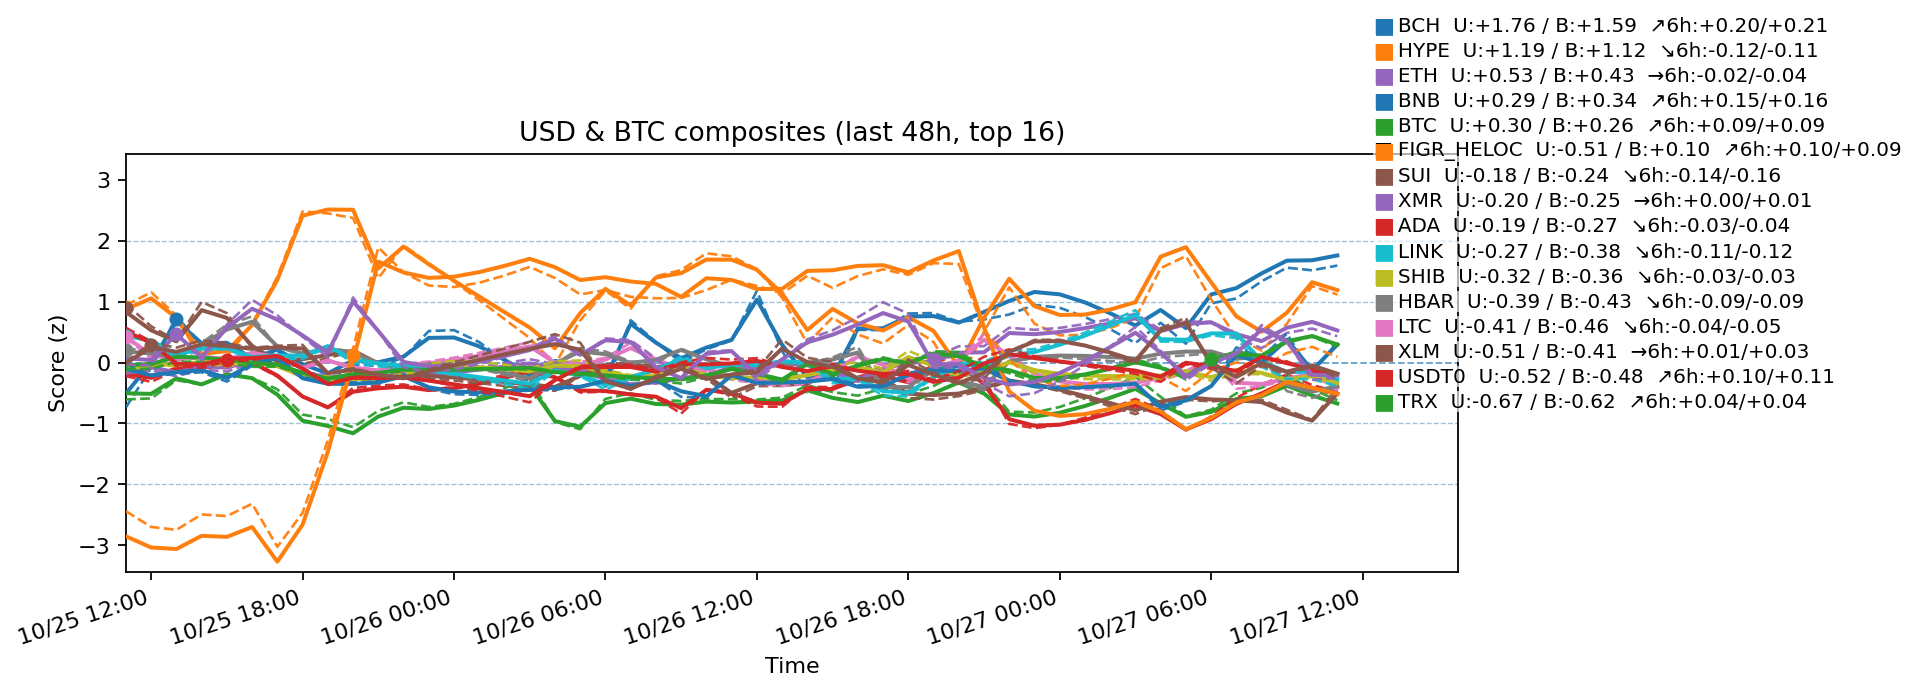 BCH  U:+1.76 / B:+1.59  ↗6h:+0.20/+0.21
HYPE  U:+1.19 / B:+1.12  ↘6h:-0.12/-0.11
ETH  U:+0.53 / B:+0.43  →6h:-0.02/-0.04
BNB  U:+0.29 / B:+0.34  ↗6h:+0.15/+0.16
BTC  U:+0.30 / B:+0.26  ↗6h:+0.09/+0.09
FIGR_HELOC  U:-0.51 / B:+0.10  ↗6h:+0.10/+0.09
SUI  U:-0.18 / B:-0.24  ↘6h:-0.14/-0.16
XMR  U:-0.20 / B:-0.25  →6h:+0.00/+0.01
ADA  U:-0.19 / B:-0.27  ↘6h:-0.03/-0.04
LINK  U:-0.27 / B:-0.38  ↘6h:-0.11/-0.12
SHIB  U:-0.32 / B:-0.36  ↘6h:-0.03/-0.03
HBAR  U:-0.39 / B:-0.43  ↘6h:-0.09/-0.09
LTC  U:-0.41 / B:-0.46  ↘6h:-0.04/-0.05
XLM  U:-0.51 / B:-0.41  →6h:+0.01/+0.03
USDT0  U:-0.52 / B:-0.48  ↗6h:+0.10/+0.11
TRX  U:-0.67 / B:-0.62  ↗6h:+0.04/+0.04
USD & BTC composites (last 48h, top 16)
Score (z)
3
2
1
0
−1
−2
−3
10/25 12:00
10/25 18:00
10/26 00:00
10/26 06:00
10/26 12:00
10/26 18:00
10/27 00:00
10/27 06:00
10/27 12:00
Time